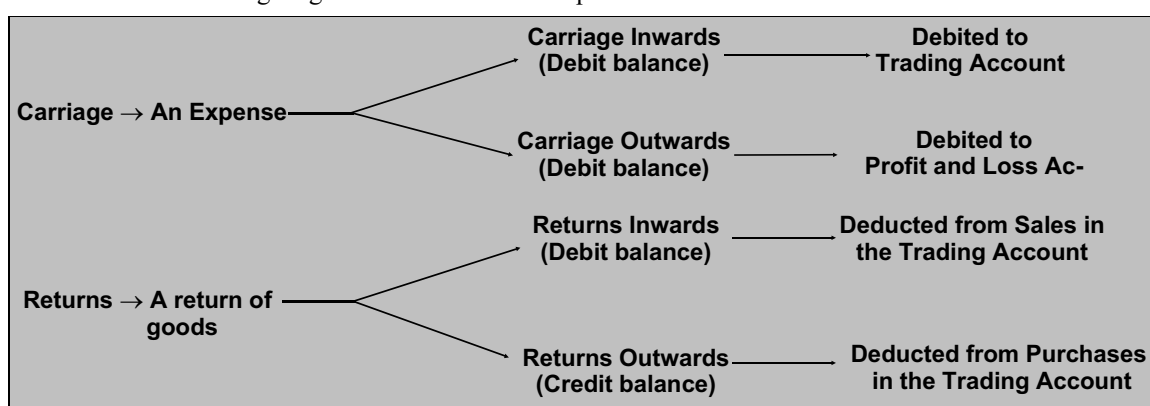 Carriage Inwards
(Debit balance)
Debited to
Trading Account
Carriage → An Expense
Carriage Outwards
(Debit balance)
Debited to
Profit and Loss Ac-
Returns Inwards
(Debit balance)
Deducted from Sales in
the Trading Account
Returns → A return of
goods
Returns Outwards
(Credit balance)
Deducted from Purchases
in the Trading Account